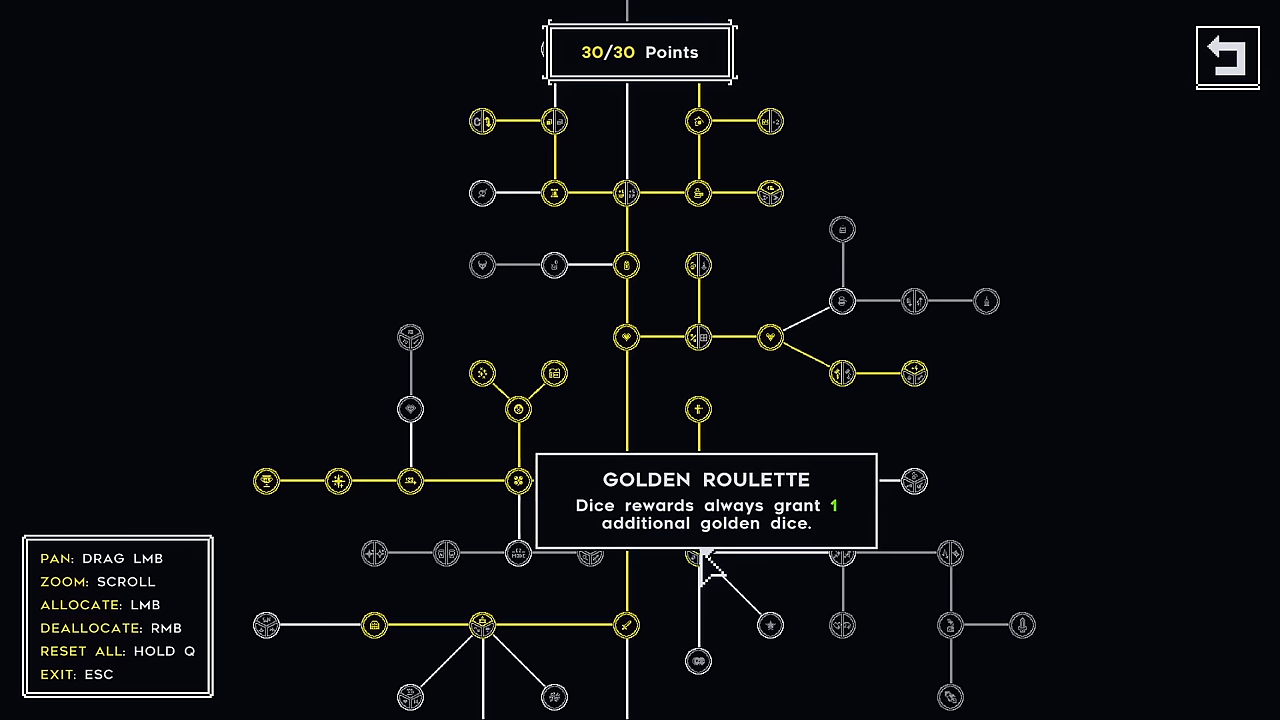 30/30 Points
GOLDEN ROULETTE
Dice rewards always grant 1
additional golden dice.
PAN: DRAG LMB
ZOOM: SCROLL
ALLOCATE: LMB
DEALLOCATE: RMB
RESET ALL: HOLD Q
EXIT: ESC